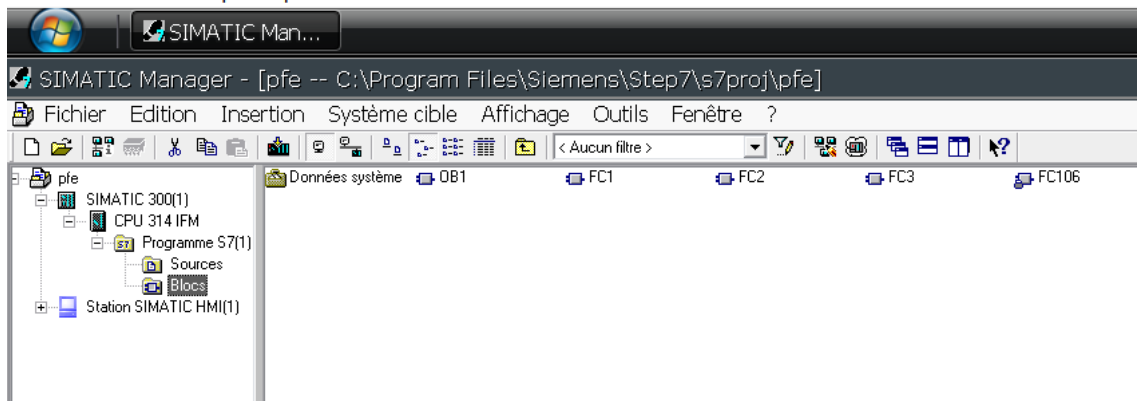 SIMATIC Man...
SIMATIC Manager - [pfe -- C:\Program Files\Siemens\Step7\s7proj\pfe]
Fichier Edition Insertion Système cible Affichage Outils Fenêtre ?
< Aucun filtre >
pfe
SIMATIC 300(1)
CPU 314 IFM
Programme S7(1)
Sources
Blocs
Station SIMATIC HMI(1)
Données système OB1 FC1 FC2 FC3 FC106